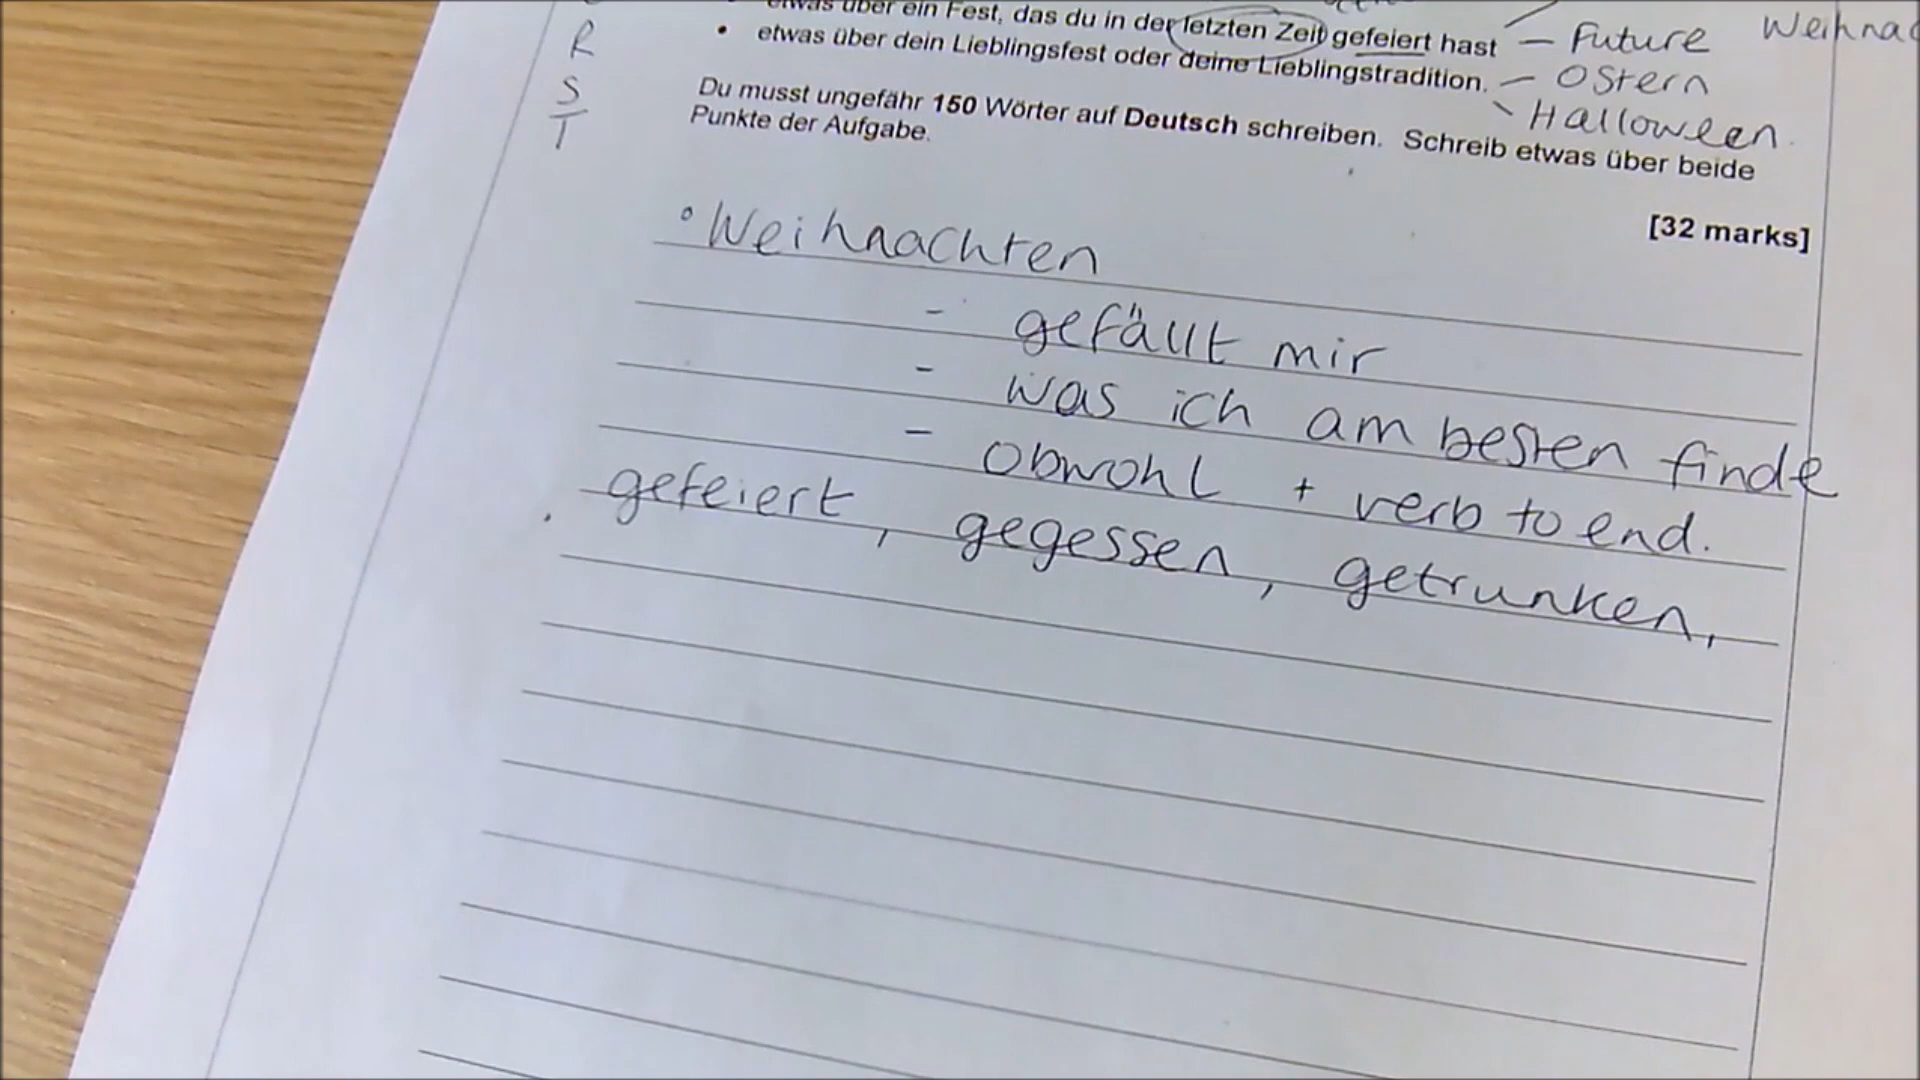 etwas über ein Fest, das du in der letzten Zeit gefeiert hast
— Future Weihnac
• etwas über dein Lieblingsfest oder deine Lieblingstradition.
— Ostern
- Halloween.
R
S
T
Du musst ungefähr 150 Wörter auf Deutsch schreiben. Schreib etwas über beide
Punkte der Aufgabe.
[32 marks]
• Weihnachten
- gefällt mir
- was ich am besten finde
- obwohl + verb to end.
• gefeiert, gegessen, getrunken,